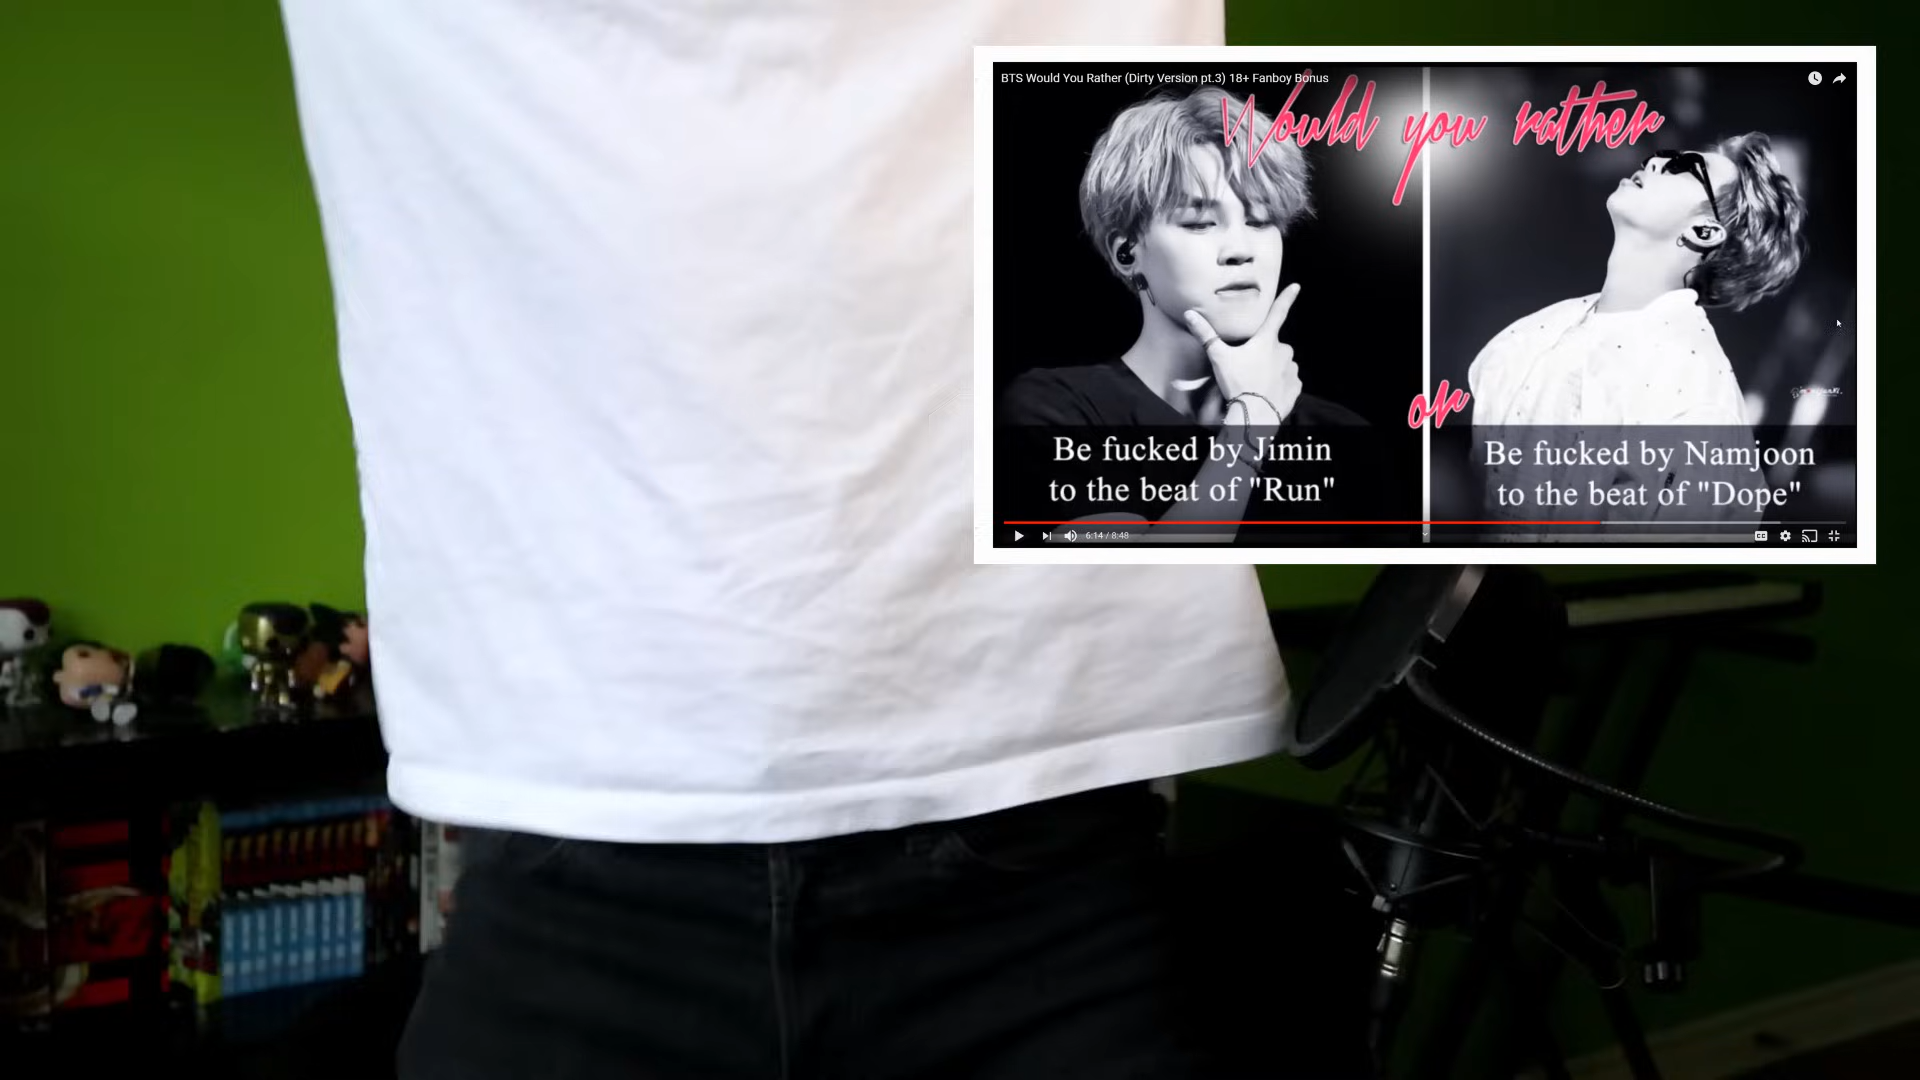 BTS Would You Rather (Dirty Version pt.3) 18+ Fanboy Bonus
Would you rather
or
Be fucked by Jimin
to the beat of "Run"
Be fucked by Namjoon
to the beat of "Dope"
6:14 / 8:48
CC